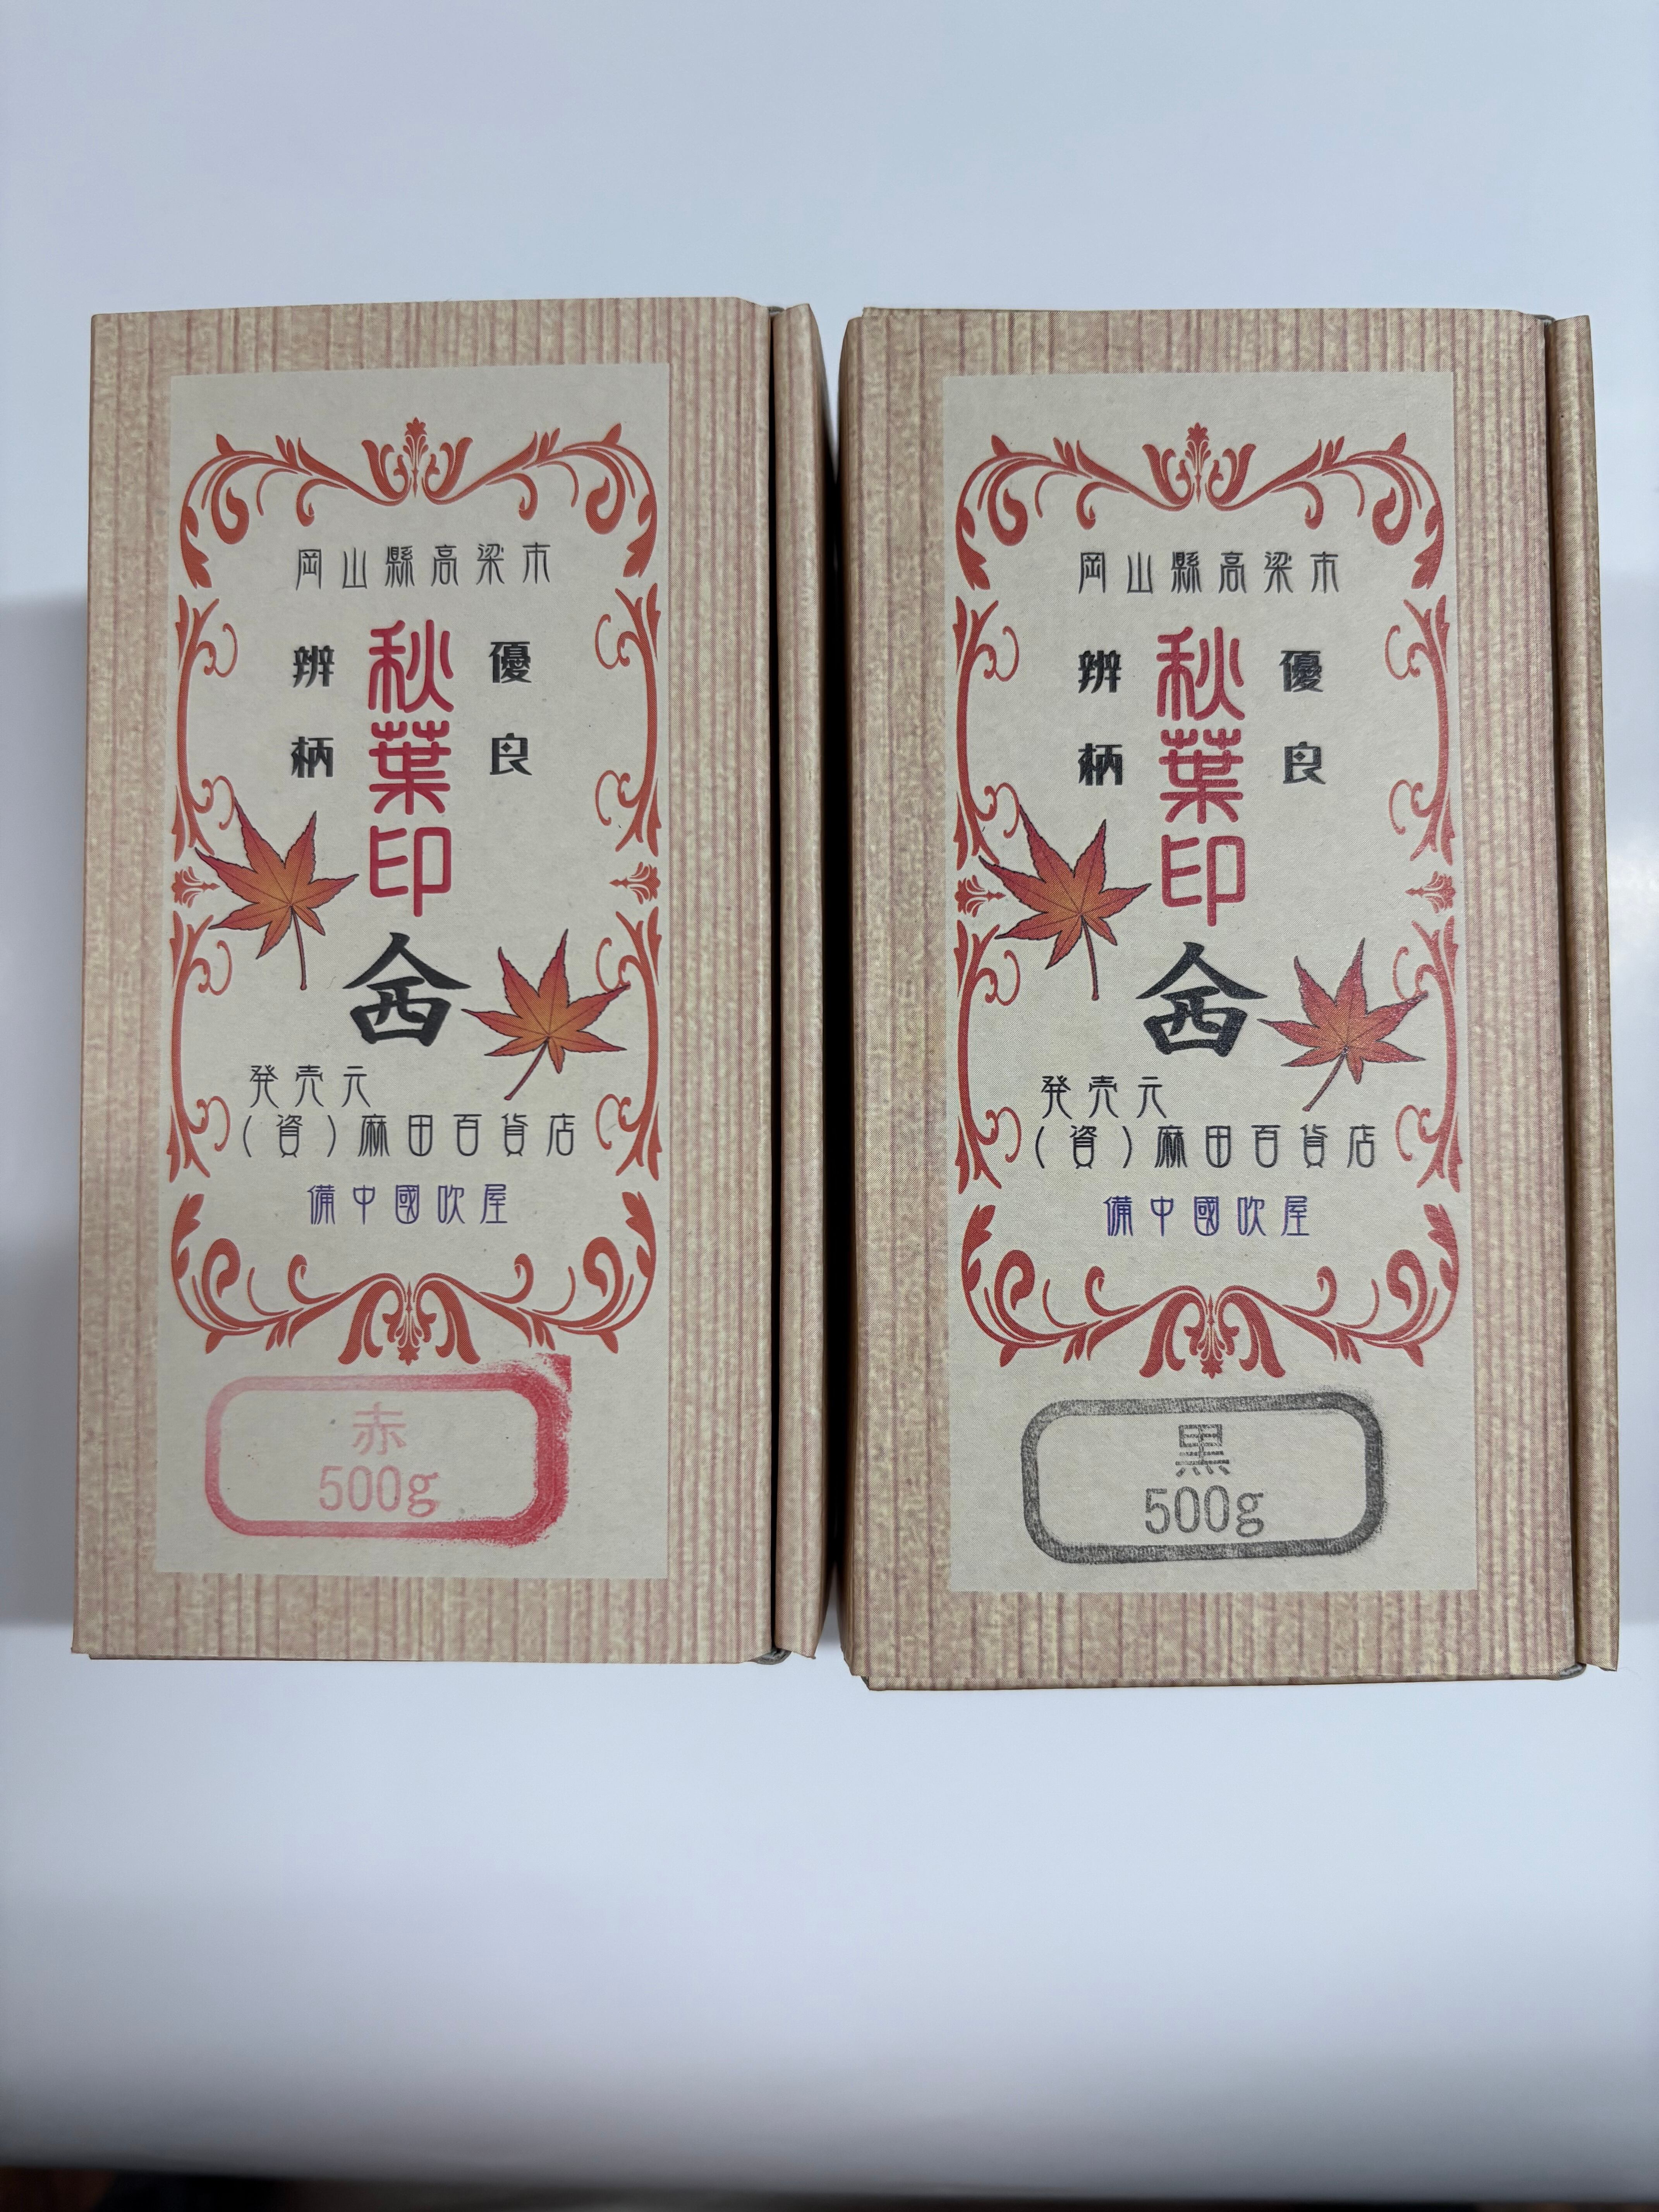 岡山縣高梁市
優良
秋葉印
辨柄
西
発売元
(資)麻田百貨店
備中國吹屋
赤
500g
岡山縣高梁市
優良
秋葉印
辨柄
西
発売元
(資)麻田百貨店
備中國吹屋
黒
500g